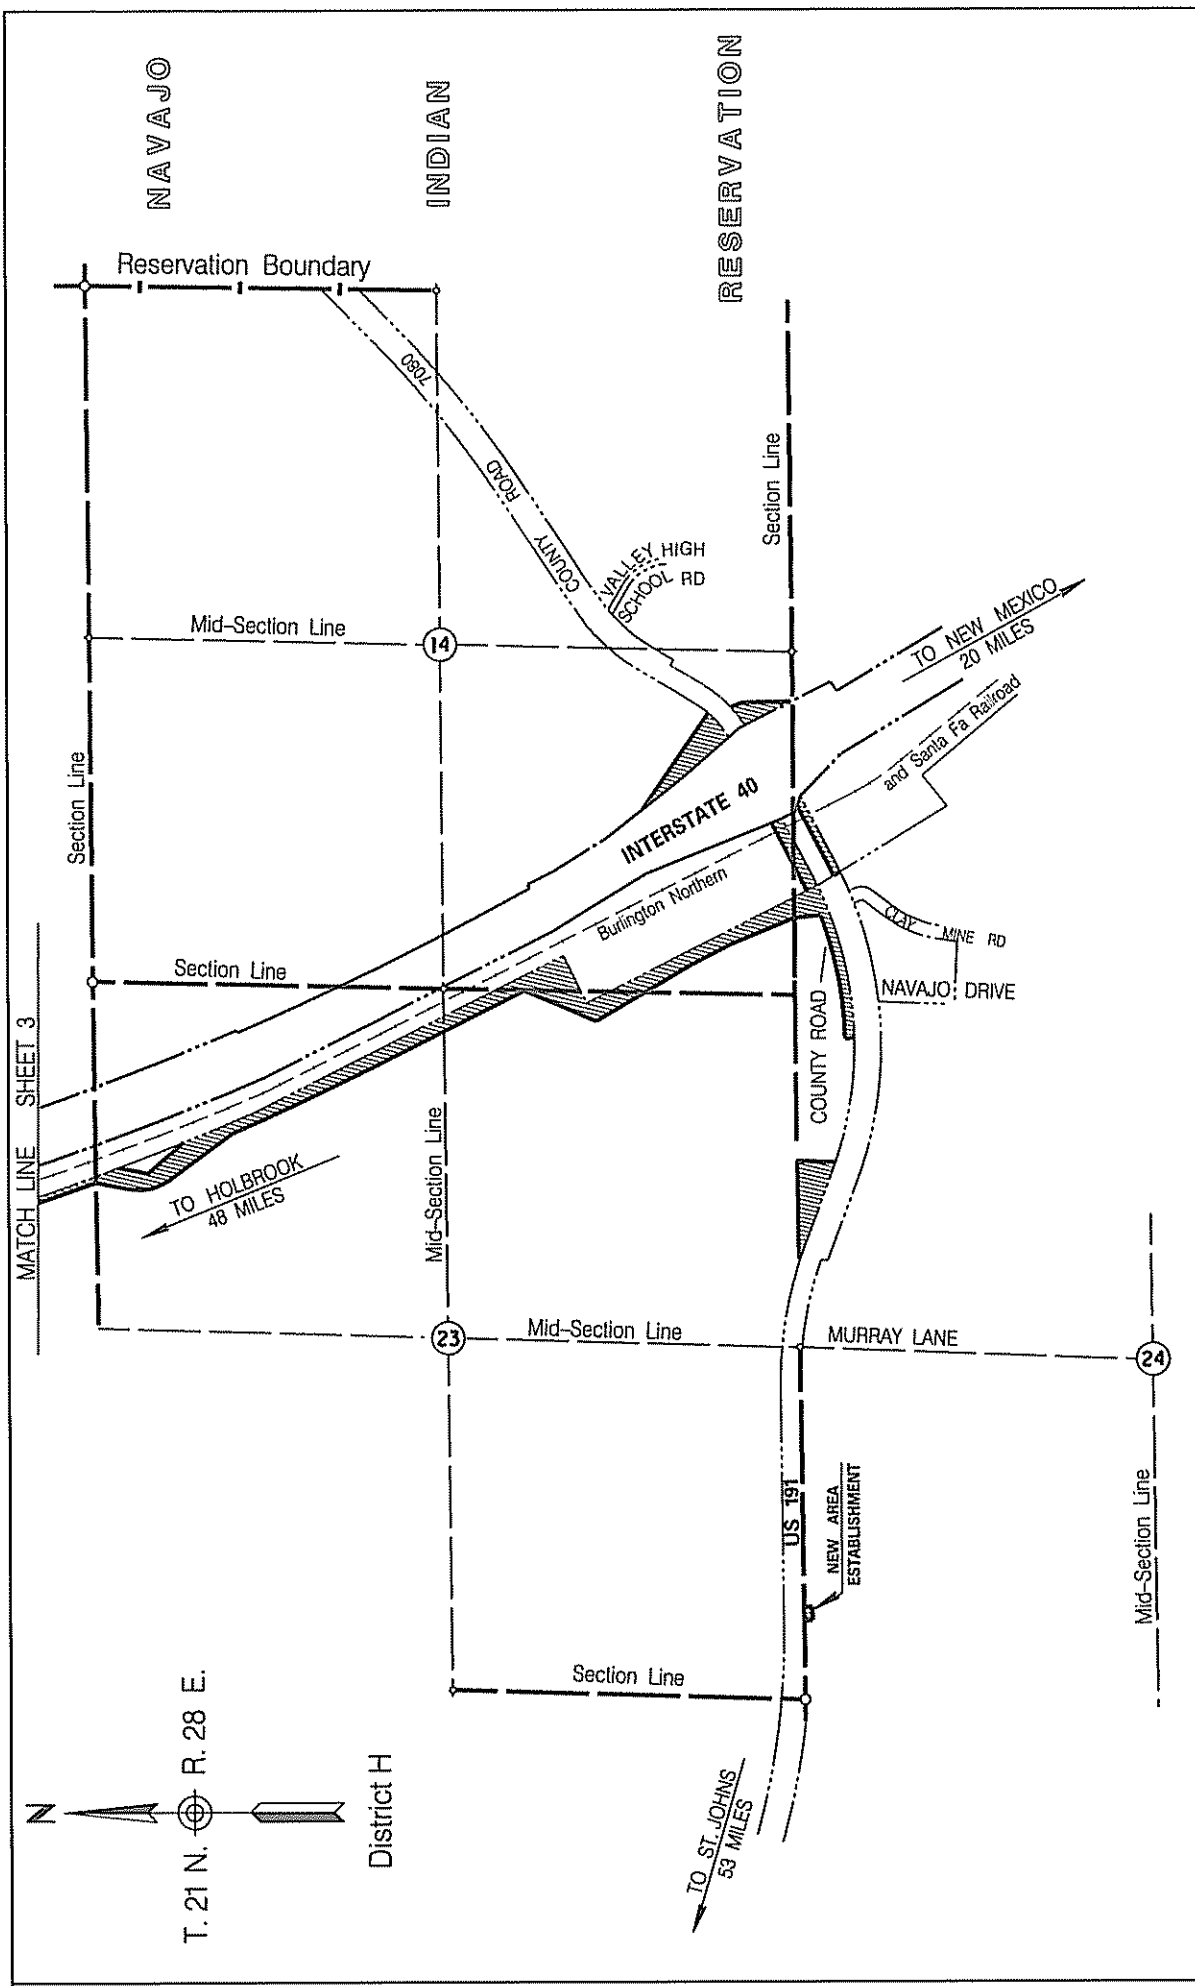 NAVAJO
INDIAN
RESERVATION
Reservation Boundary
7080
COUNTY ROAD
VALLEY HIGH
SCHOOL RD
Section Line
Mid-Section Line
14
TO NEW MEXICO
20 MILES
Section Line
INTERSTATE 40
Burlington Northern
and Santa Fa Railroad
Section Line
CLAY MINE RD
NAVAJO DRIVE
COUNTY ROAD
MATCH LINE SHEET 3
TO HOLBROOK
48 MILES
Mid-Section Line
23
Mid-Section Line
MURRAY LANE
24
US 191
NEW AREA
ESTABLISHMENT
Mid-Section Line
Section Line
N
T. 21 N. R. 28 E.
District H
TO ST. JOHNS
53 MILES